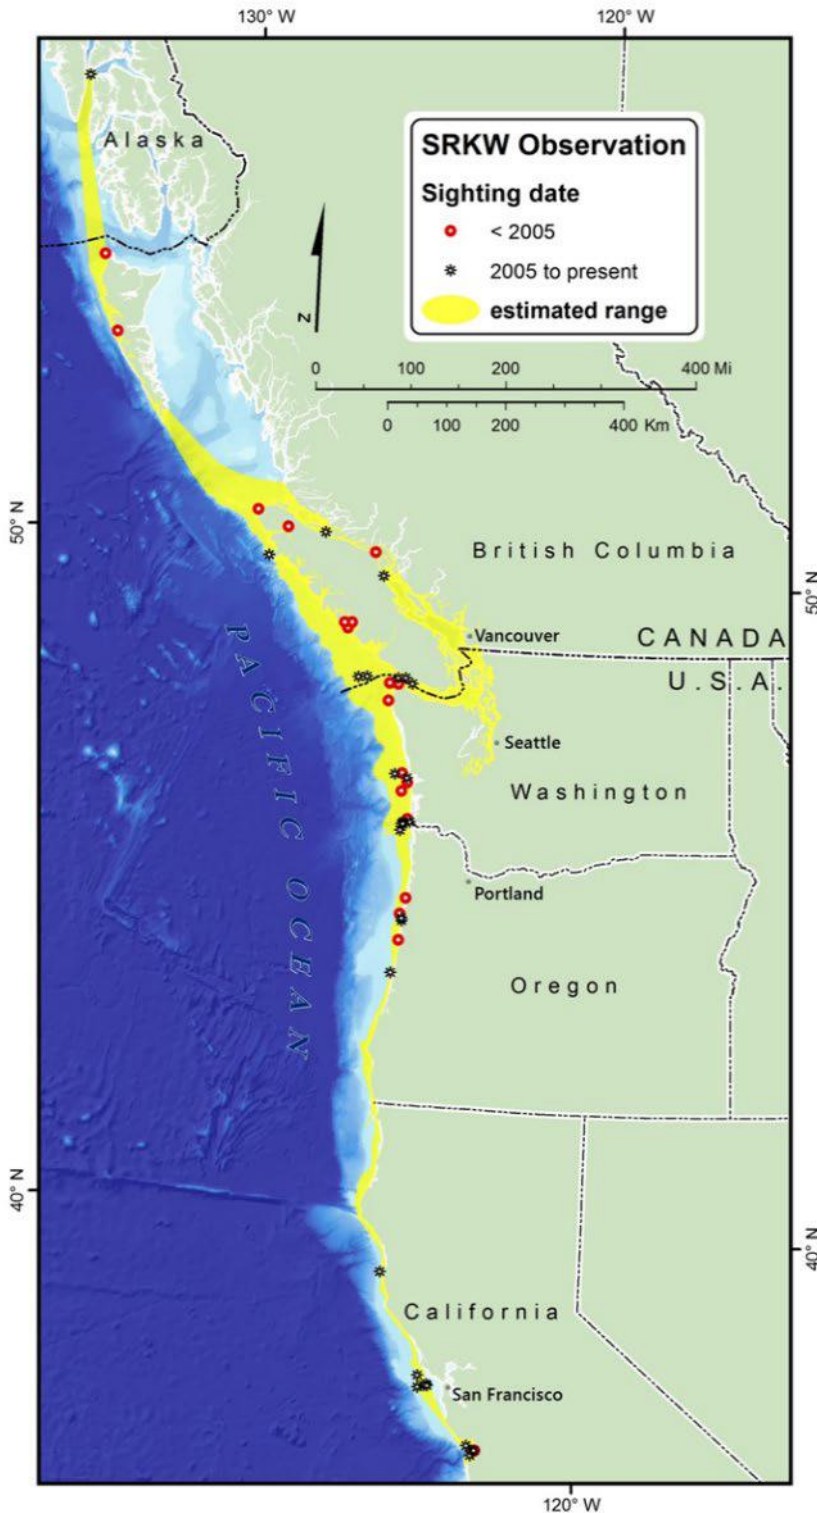 130° W
120° W
Alaska
SRKW Observation
Sighting date
< 2005
2005 to present
estimated range
N
0 100 200 400 Mi
0 100 200 400 Km
50° N
50° N
British Columbia
Vancouver
CANADA
U.S.A.
PACIFIC OCEAN
Seattle
Washington
Portland
Oregon
40° N
40° N
California
San Francisco
120° W